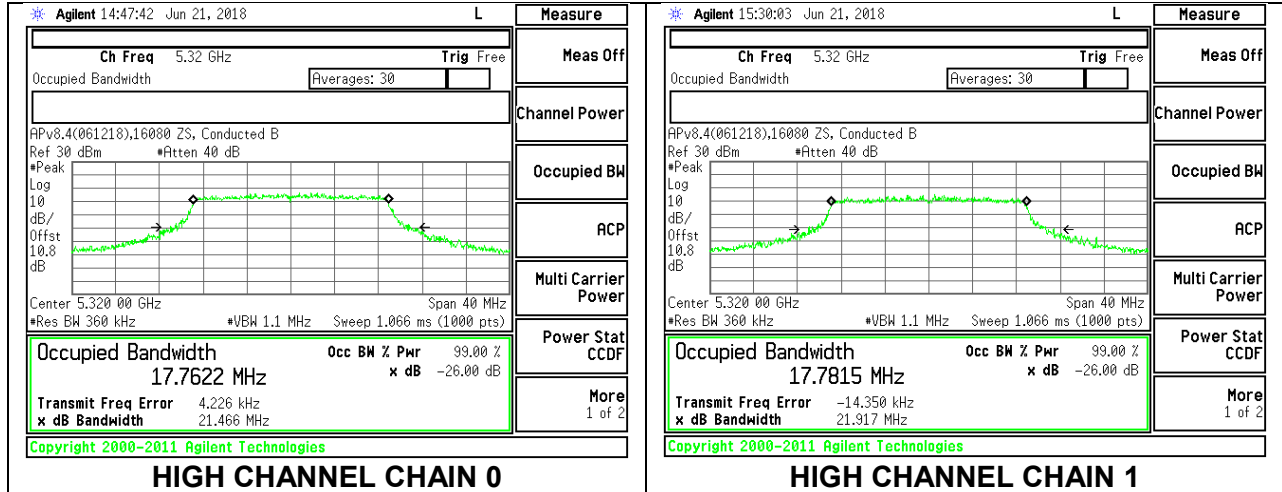 Agilent 14:47:42 Jun 21, 2018 L
Measure
Ch Freq 5.32 GHz Trig Free
Occupied Bandwidth Averages: 30
APv8.4(061218),16080 ZS, Conducted B
Ref 30 dBm #Atten 40 dB
#Peak
Log
10
dB/
Offst
10.8
dB
Center 5.320 00 GHz Span 40 MHz
#Res BW 360 kHz #VBW 1.1 MHz Sweep 1.066 ms (1000 pts)
Occupied Bandwidth Occ BW % Pwr 99.00 %
17.7622 MHz x dB -26.00 dB
Transmit Freq Error 4.226 kHz
x dB Bandwidth 21.466 MHz
Copyright 2000-2011 Agilent Technologies
Meas Off
Channel Power
Occupied BW
ACP
Multi Carrier
Power
Power Stat
CCDF
More
1 of 2
HIGH CHANNEL CHAIN 0
Agilent 15:30:03 Jun 21, 2018 L
Measure
Ch Freq 5.32 GHz Trig Free
Occupied Bandwidth Averages: 30
APv8.4(061218),16080 ZS, Conducted B
Ref 30 dBm #Atten 40 dB
#Peak
Log
10
dB/
Offst
10.8
dB
Center 5.320 00 GHz Span 40 MHz
#Res BW 360 kHz #VBW 1.1 MHz Sweep 1.066 ms (1000 pts)
Occupied Bandwidth Occ BW % Pwr 99.00 %
17.7815 MHz x dB -26.00 dB
Transmit Freq Error -14.350 kHz
x dB Bandwidth 21.917 MHz
Copyright 2000-2011 Agilent Technologies
Meas Off
Channel Power
Occupied BW
ACP
Multi Carrier
Power
Power Stat
CCDF
More
1 of 2
HIGH CHANNEL CHAIN 1